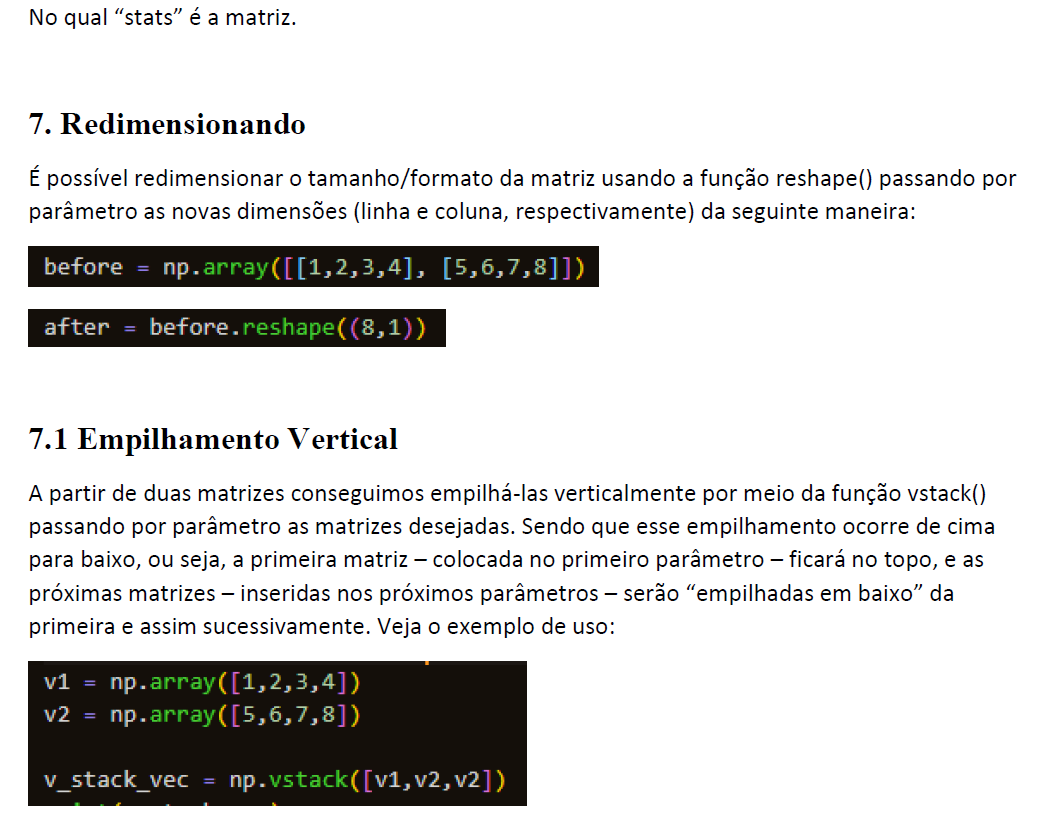 No qual “stats” é a matriz.
7. Redimensionando
É possível redimensionar o tamanho/formato da matriz usando a função reshape() passando por
parâmetro as novas dimensões (linha e coluna, respectivamente) da seguinte maneira:
before = np.array([[1,2,3,4], [5,6,7,8]])
after = before.reshape((8,1))
7.1 Empilhamento Vertical
A partir de duas matrizes conseguimos empilhá-las verticalmente por meio da função vstack()
passando por parâmetro as matrizes desejadas. Sendo que esse empilhamento ocorre de cima
para baixo, ou seja, a primeira matriz – colocada no primeiro parâmetro – ficará no topo, e as
próximas matrizes – inseridas nos próximos parâmetros – serão “empilhadas em baixo” da
primeira e assim sucessivamente. Veja o exemplo de uso:
v1 = np.array([1,2,3,4])
v2 = np.array([5,6,7,8])
v_stack_vec = np.vstack([v1,v2,v2])